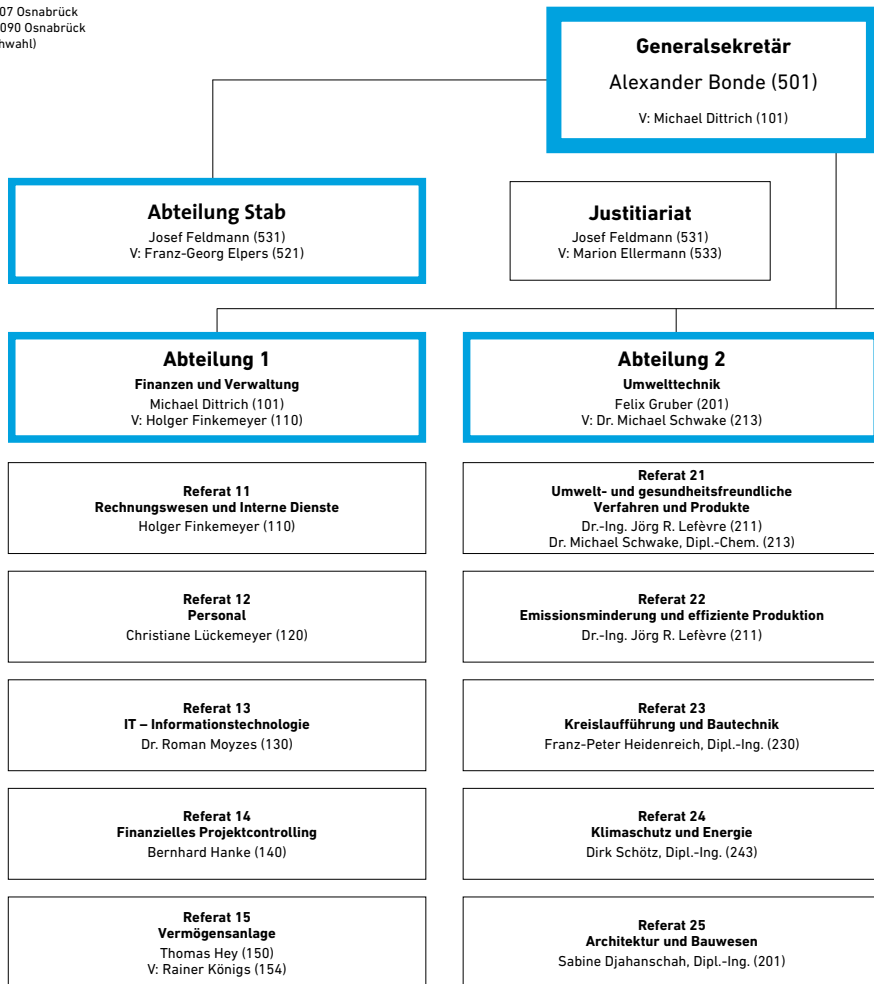 07 Osnabrück
090 Osnabrück
hwahl)
Generalsekretär
Alexander Bonde (501)
V: Michael Dittrich (101)
Abteilung Stab
Josef Feldmann (531)
V: Franz-Georg Elpers (521)
Justitiariat
Josef Feldmann (531)
V: Marion Ellermann (533)
Abteilung 1
Finanzen und Verwaltung
Michael Dittrich (101)
V: Holger Finkemeyer (110)
Abteilung 2
Umwelttechnik
Felix Gruber (201)
V: Dr. Michael Schwake (213)
Referat 11
Rechnungswesen und Interne Dienste
Holger Finkemeyer (110)
Referat 21
Umwelt- und gesundheitsfreundliche
Verfahren und Produkte
Dr.-Ing. Jörg R. Lefèvre (211)
Dr. Michael Schwake, Dipl.-Chem. (213)
Referat 12
Personal
Christiane Lückemeyer (120)
Referat 22
Emissionsminderung und effiziente Produktion
Dr.-Ing. Jörg R. Lefèvre (211)
Referat 13
IT – Informationstechnologie
Dr. Roman Moyzes (130)
Referat 23
Kreislaufführung und Bautechnik
Franz-Peter Heidenreich, Dipl.-Ing. (230)
Referat 14
Finanzielles Projektcontrolling
Bernhard Hanke (140)
Referat 24
Klimaschutz und Energie
Dirk Schötz, Dipl.-Ing. (243)
Referat 15
Vermögensanlage
Thomas Hey (150)
V: Rainer Königs (154)
Referat 25
Architektur und Bauwesen
Sabine Djahanschah, Dipl.-Ing. (201)